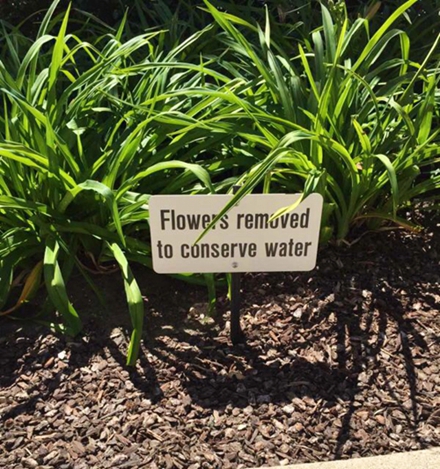 Flowers removed
to conserve water